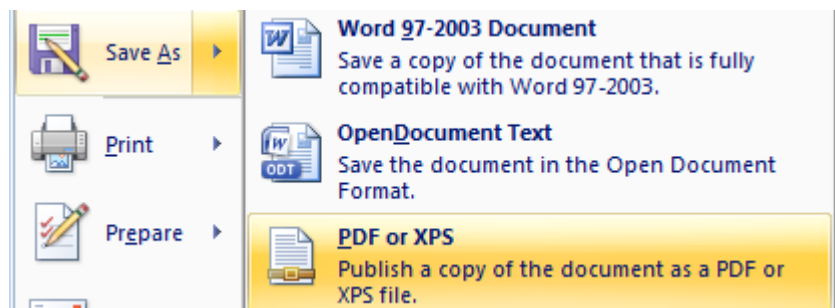 Save As
Print
Prepare
Word 97-2003 Document
Save a copy of the document that is fully
compatible with Word 97-2003.
OpenDocument Text
ODT
Save the document in the Open Document
Format.
PDF or XPS
Publish a copy of the document as a PDF or
XPS file.